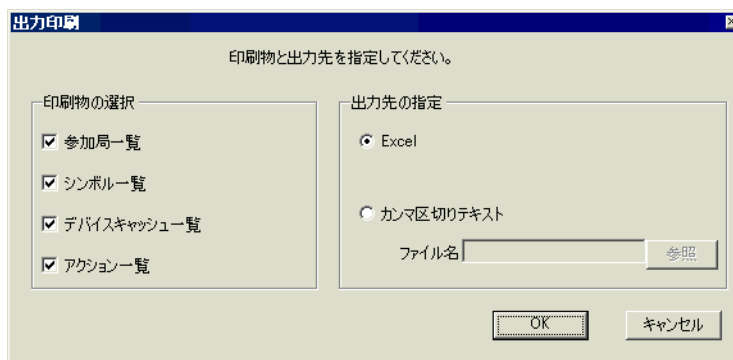 出力印刷
印刷物と出力先を指定してください。
印刷物の選択
参加局一覧
シンボル一覧
デバイスキャッシュ一覧
アクション一覧
出力先の指定
Excel
カンマ区切りテキスト
ファイル名
参照
OK
キャンセル